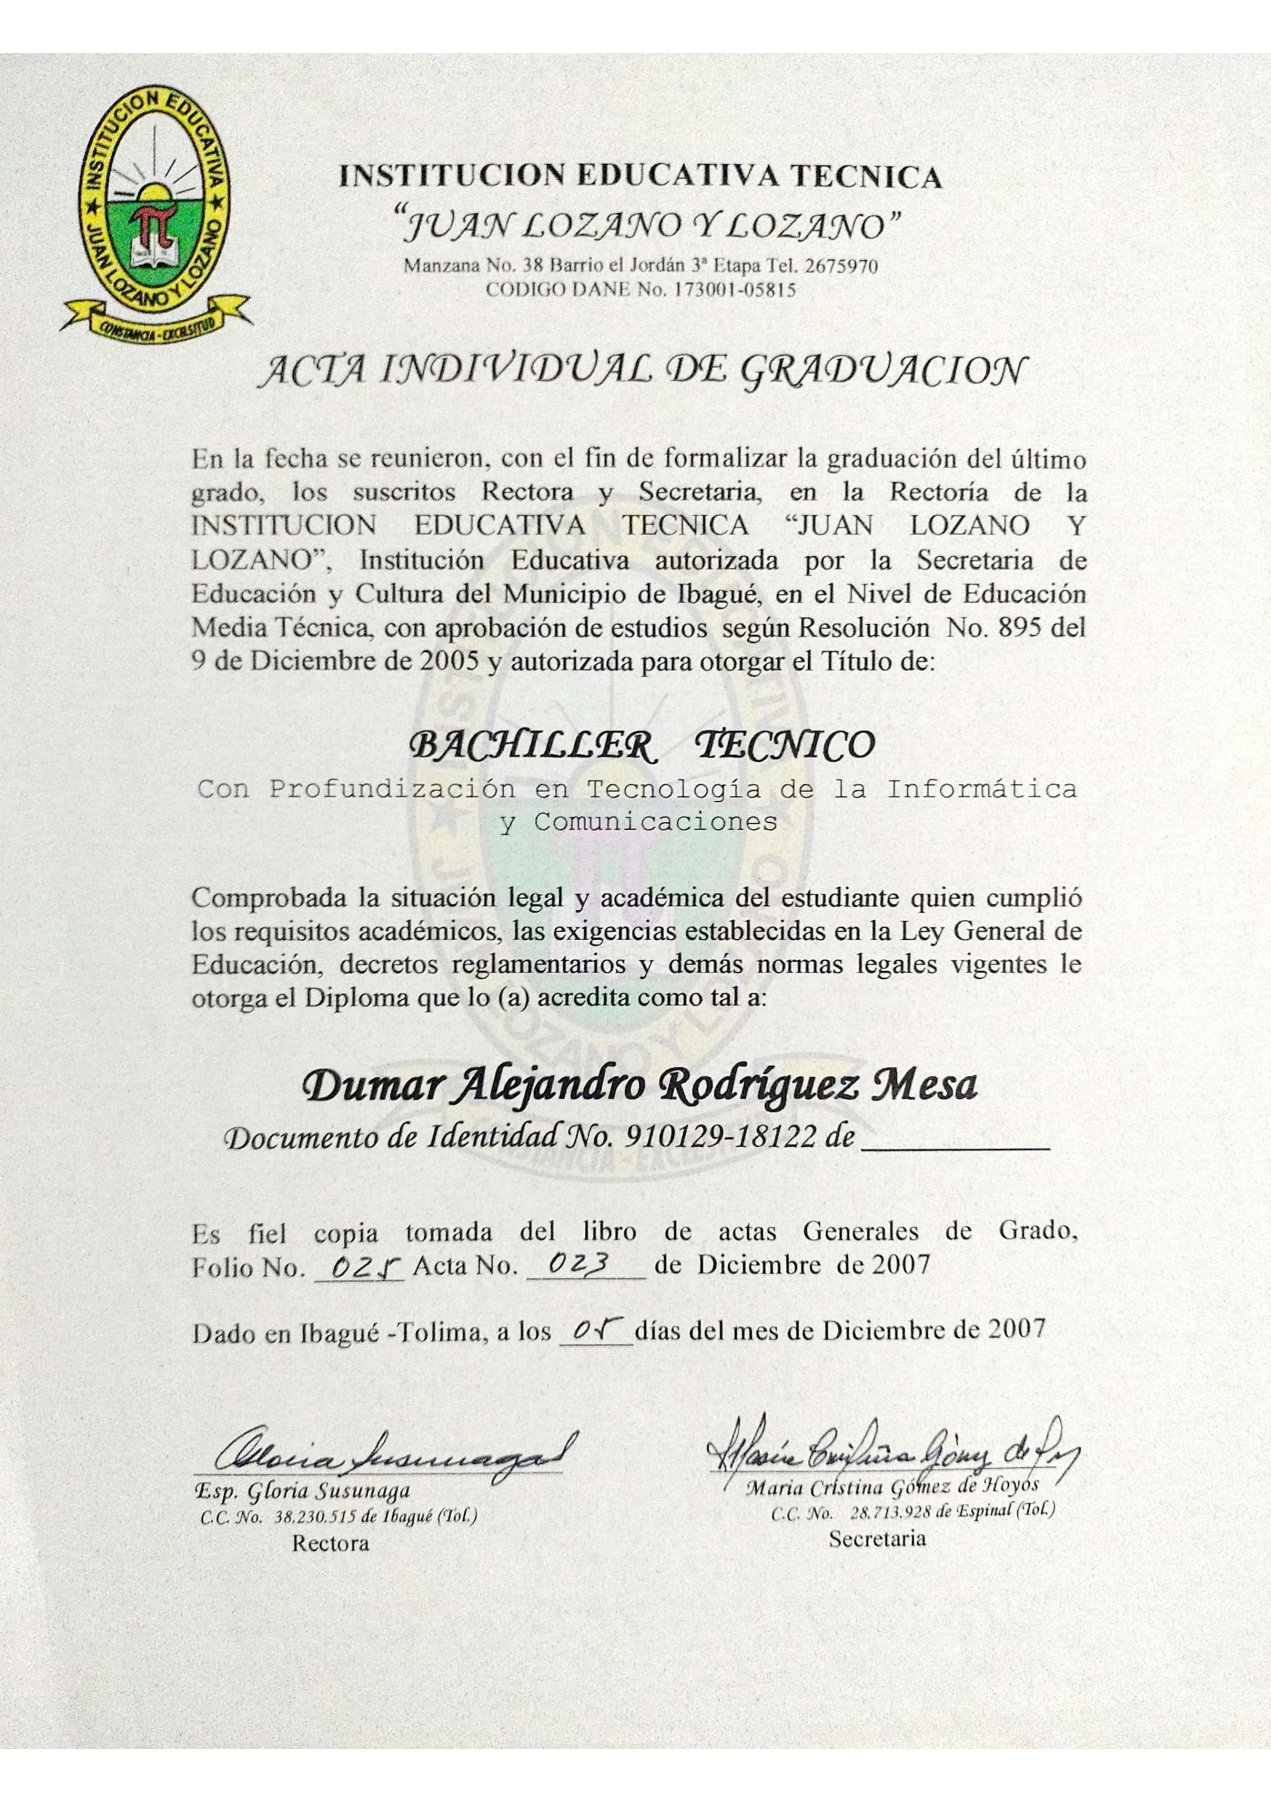 INSTITUCION EDUCATIVA
JUAN LOZANO Y LOZANO
CONSTANCIA - EXCELSITUD
INSTITUCION EDUCATIVA TECNICA
“JUAN LOZANO Y LOZANO”
Manzana No. 38 Barrio el Jordán 3ª Etapa Tel. 2675970
CODIGO DANE No. 173001-05815
ACTA INDIVIDUAL DE GRADUACION
En la fecha se reunieron, con el fin de formalizar la graduación del último
grado, los suscritos Rectora y Secretaria, en la Rectoría de la
INSTITUCION EDUCATIVA TECNICA “JUAN LOZANO Y
LOZANO”, Institución Educativa autorizada por la Secretaria de
Educación y Cultura del Municipio de Ibagué, en el Nivel de Educación
Media Técnica, con aprobación de estudios según Resolución No. 895 del
9 de Diciembre de 2005 y autorizada para otorgar el Título de:
BACHILLER TECNICO
Con Profundización en Tecnología de la Informática
y Comunicaciones
Comprobada la situación legal y académica del estudiante quien cumplió
los requisitos académicos, las exigencias establecidas en la Ley General de
Educación, decretos reglamentarios y demás normas legales vigentes le
otorga el Diploma que lo (a) acredita como tal a:
Dumar Alejandro Rodríguez Mesa
Documento de Identidad No. 910129-18122 de
Es fiel copia tomada del libro de actas Generales de Grado,
Folio No. 025 Acta No. 023 de Diciembre de 2007
Dado en Ibagué -Tolima, a los 05 días del mes de Diciembre de 2007
Gloria Susunaga
María Cristina Gómez de
Esp. Gloria Susunaga
Maria Cristina Gómez de Hoyos
C.C. No. 38.230.515 de Ibagué (Tol.)
C.C. No. 28.713.928 de Espinal (Tol.)
Rectora
Secretaria